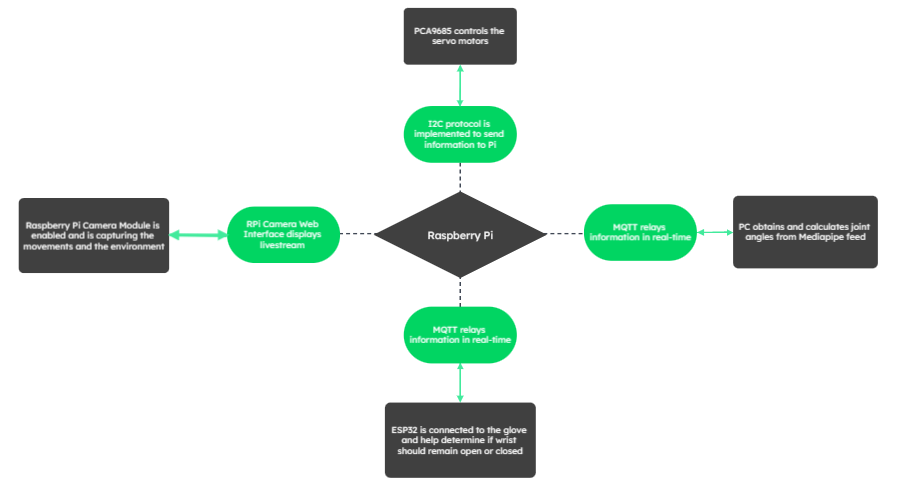 PCA9685 controls the
servo motors
I2C protocol is
implemented to send
information to Pi
Raspberry Pi Camera Module is
enabled and is capturing the
movements and the environment
RPi Camera Web
Interface displays
livestream
Raspberry Pi
MQTT relays
information in real-time
PC obtains and calculates joint
angles from Mediapipe feed
MQTT relays
information in real-time
ESP32 is connected to the glove
and help determine if wrist
should remain open or closed